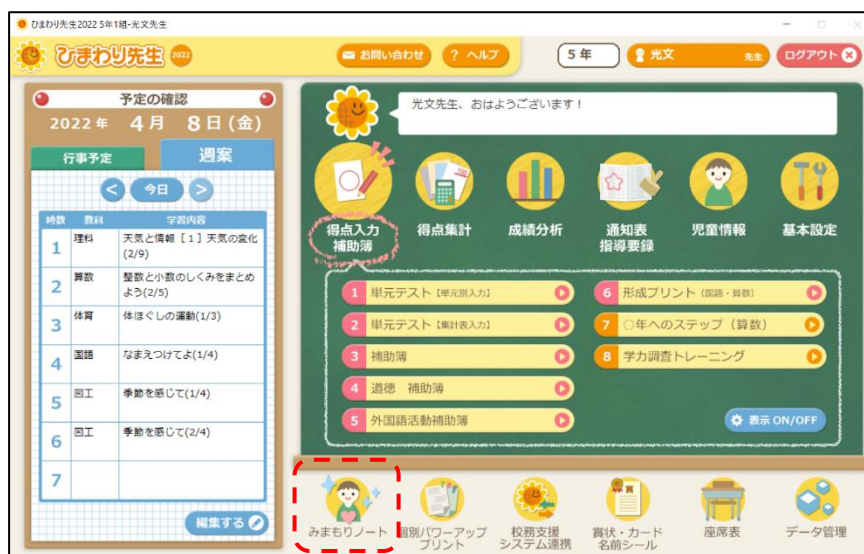 ひまわり先生2022 5年1組-光文先生
ひまわり先生 2022
お問い合わせ
? ヘルプ
5 年
光文 先生
ログアウト
予定の確認
2022年 4月 8日(金)
行事予定
週案
< 今日 >
時数 教科 学習内容
1 理科 天気と情報［1］天気の変化
(2/9)
2 算数 整数と小数のしくみをまとめ
よう(2/5)
3 体育 体ほぐしの運動(1/3)
4 国語 なまえつけてよ(1/4)
5 図工 季節を感じて(1/4)
6 図工 季節を感じて(2/4)
7
編集する
光文先生、おはようございます！
得点入力
補助簿
得点集計
成績分析
通知表
指導要録
児童情報
基本設定
1 単元テスト【単元別入力】
2 単元テスト【集計表入力】
3 補助簿
4 道徳 補助簿
5 外国語活動補助簿
6 形成プリント（国語・算数）
7 ○年へのステップ（算数）
8 学力調査トレーニング
表示 ON/OFF
みまもりノート
個別パワーアップ
プリント
校務支援
システム連携
賞状・カード
名前シール
座席表
データ管理